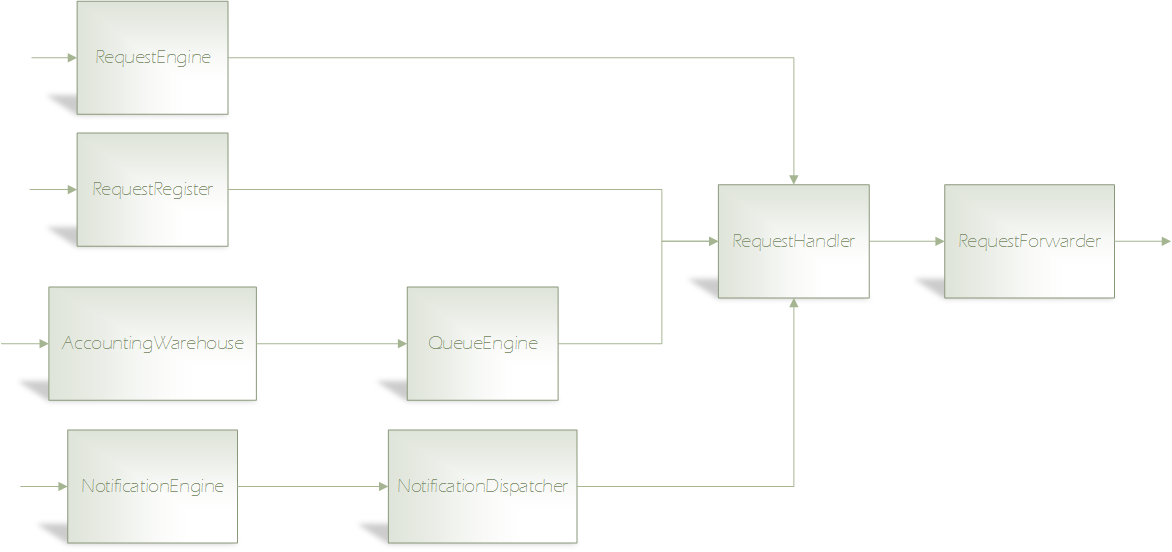 RequestEngine
RequestRegister
RequestHandler
RequestForwarder
AccountingWarehouse
QueueEngine
NotificationEngine
NotificationDispatcher